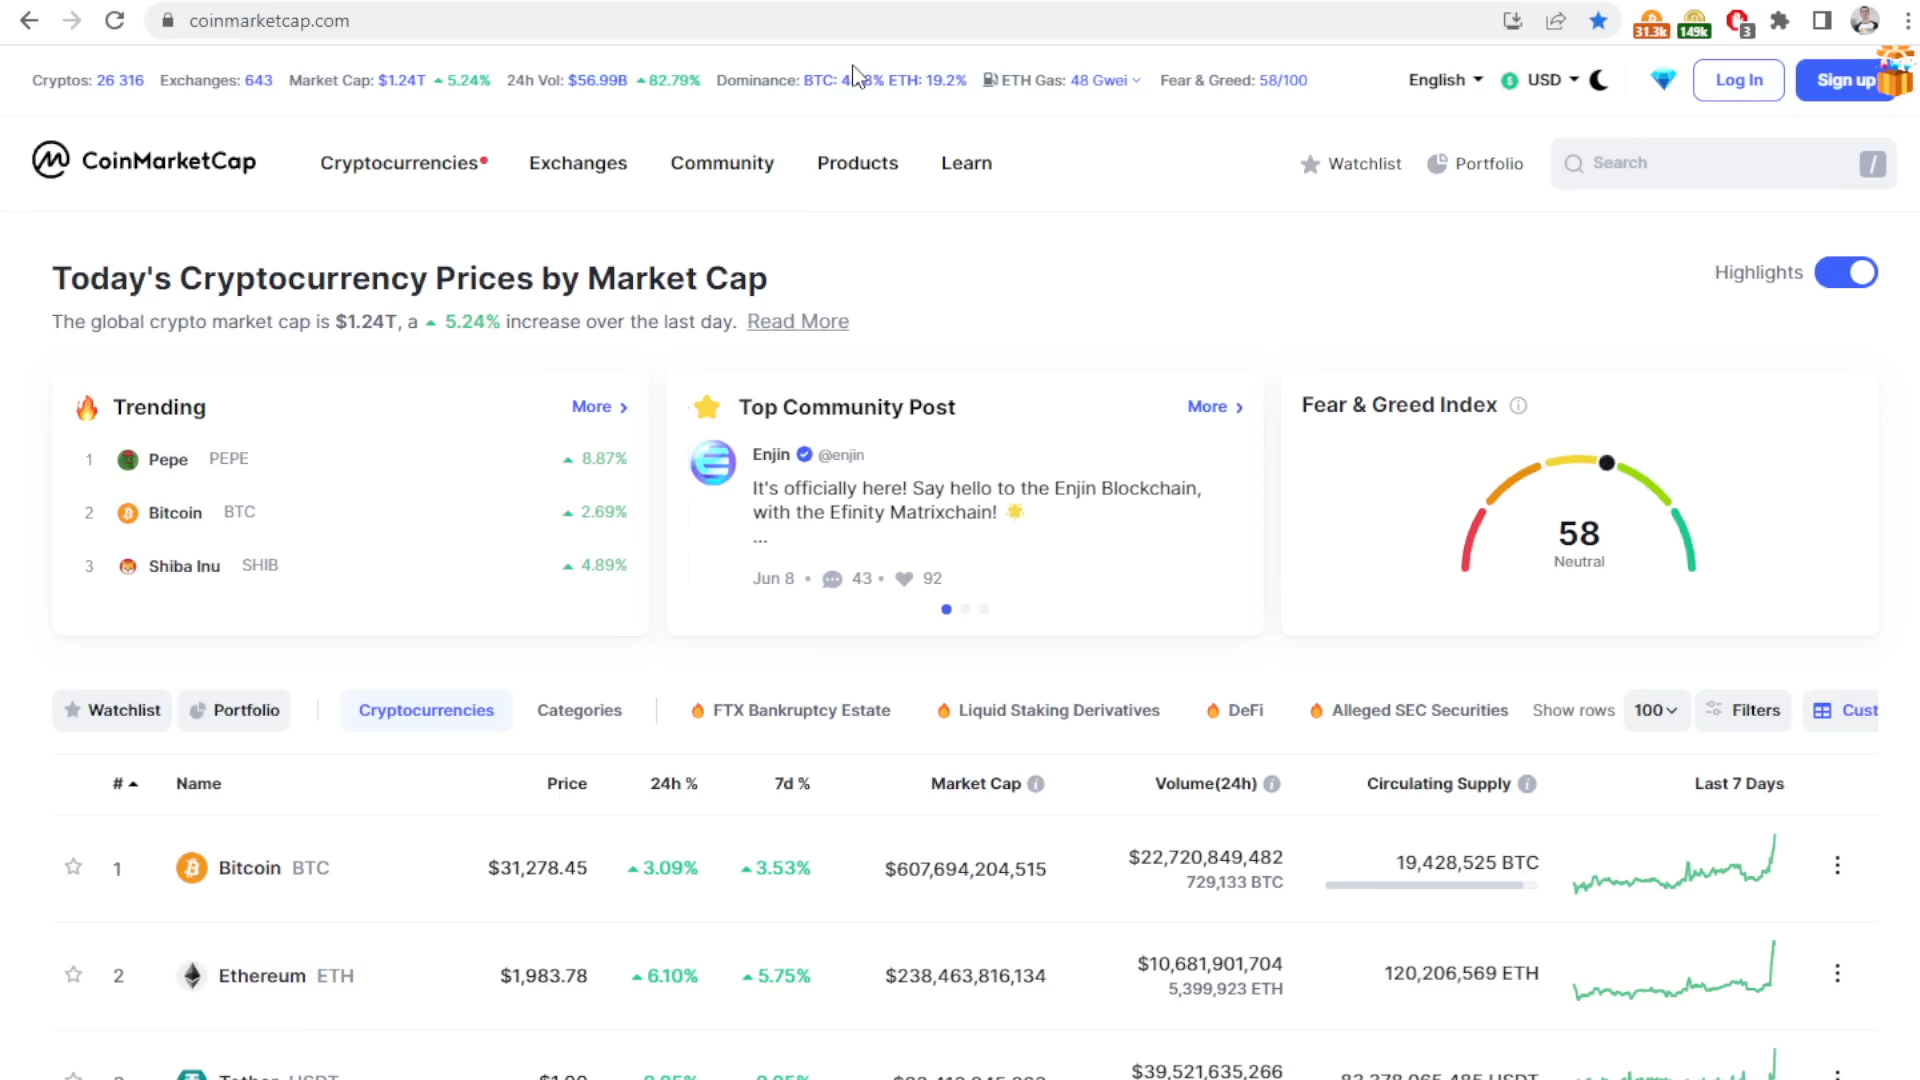 coinmarketcap.com
31.3k 149k 3
Cryptos: 26 316 Exchanges: 643 Market Cap: $1.24T 5.24% 24h Vol: $56.99B 82.79% Dominance: BTC: ETH: 19.2% ETH Gas: 48 Gwei Fear & Greed: 58/100 English USD Log In Sign up
CoinMarketCap Cryptocurrencies Exchanges Community Products Learn Watchlist Portfolio Search /
Today's Cryptocurrency Prices by Market Cap
Highlights
The global crypto market cap is $1.24T, a 5.24% increase over the last day. Read More
Trending More
1 Pepe PEPE 8.87%
2 Bitcoin BTC 2.69%
3 Shiba Inu SHIB 4.89%
Top Community Post More
Enjin @enjin
It's officially here! Say hello to the Enjin Blockchain,
with the Efinity Matrixchain!
...
Jun 8 • 43 • 92
Fear & Greed Index
58
Neutral
Watchlist Portfolio Cryptocurrencies Categories FTX Bankruptcy Estate Liquid Staking Derivatives DeFi Alleged SEC Securities Show rows 100 Filters Cust
# Name Price 24h % 7d % Market Cap Volume(24h) Circulating Supply Last 7 Days
1 Bitcoin BTC $31,278.45 3.09% 3.53% $607,694,204,515 $22,720,849,482 19,428,525 BTC
729,133 BTC
2 Ethereum ETH $1,983.78 6.10% 5.75% $238,463,816,134 $10,681,901,704 120,206,569 ETH
5,399,923 ETH
Tether USDT $39,521,635,266